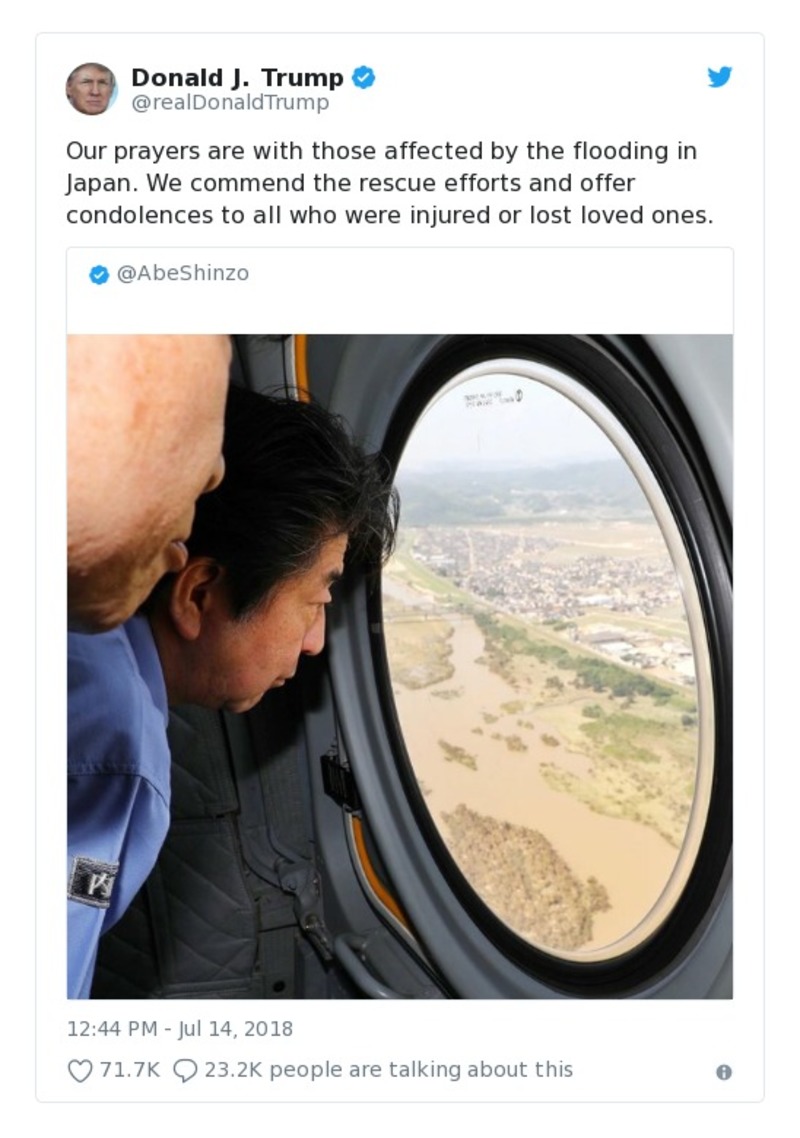 Donald J. Trump
@realDonaldTrump
Our prayers are with those affected by the flooding in
Japan. We commend the rescue efforts and offer
condolences to all who were injured or lost loved ones.
@AbeShinzo
内
12:44 PM - Jul 14, 2018
71.7K 23.2K people are talking about this